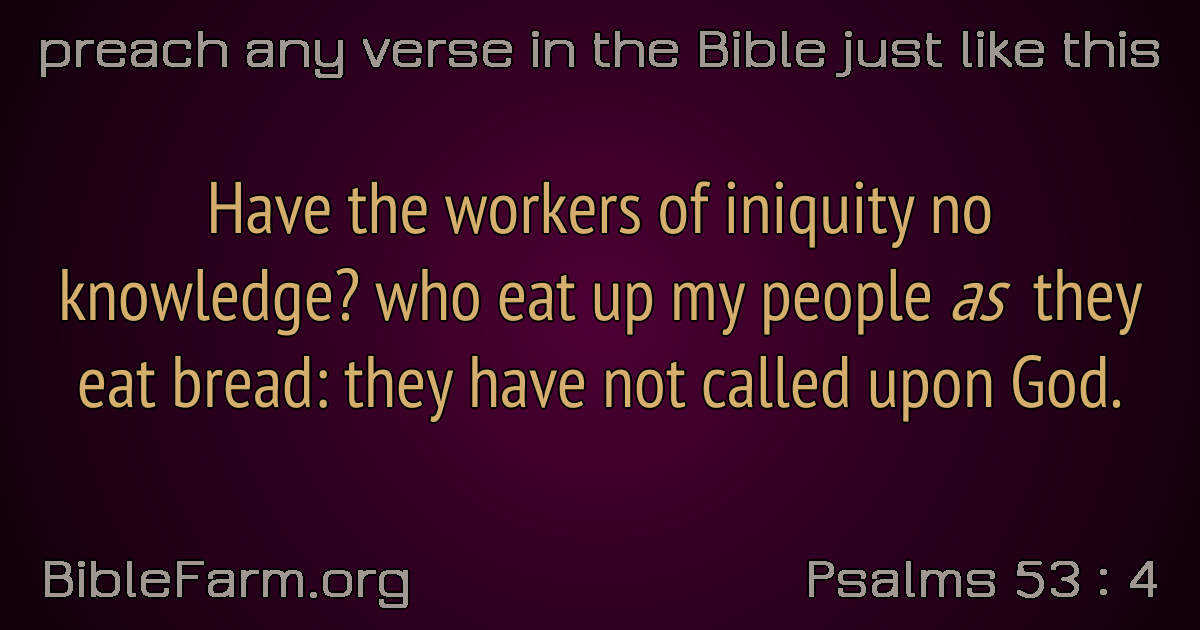 preach any verse in the Bible just like this
Have the workers of iniquity no
knowledge? who eat up my people as they
eat bread: they have not called upon God.
BibleFarm.org
Psalms 53 : 4